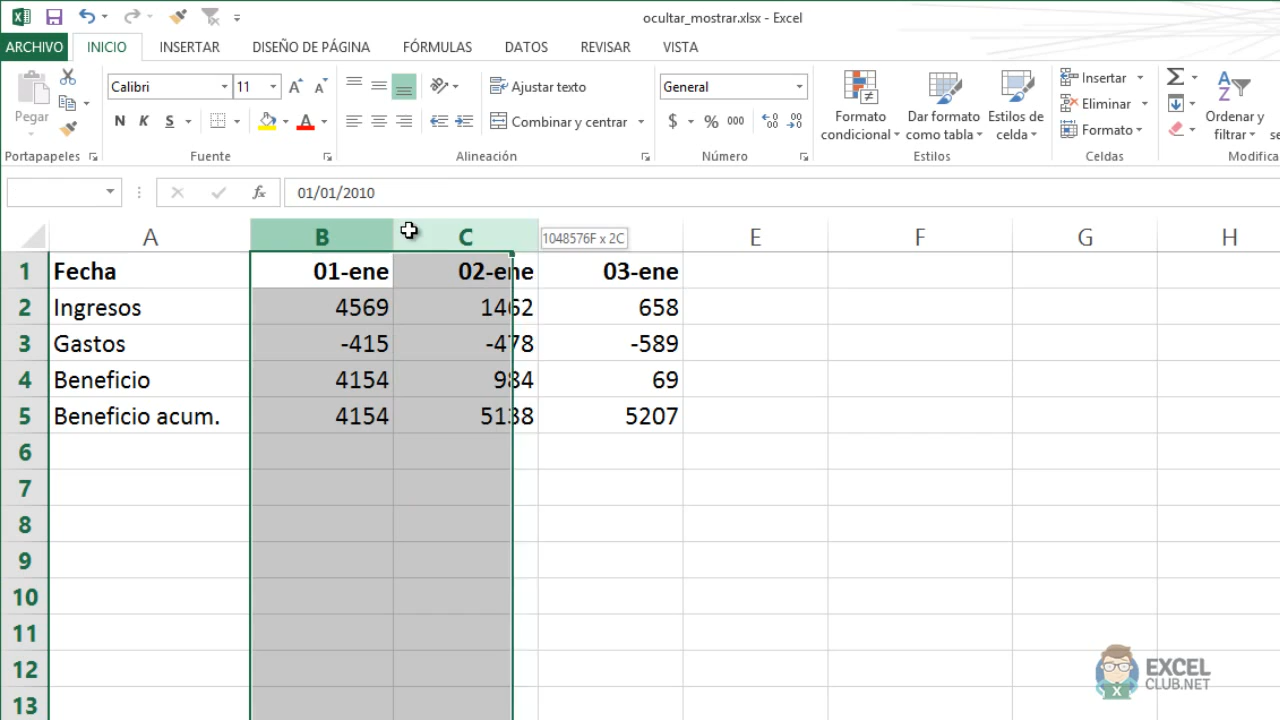 ocultar_mostrar.xlsx - Excel
ARCHIVO INICIO INSERTAR DISEÑO DE PÁGINA FÓRMULAS DATOS REVISAR VISTA
Pegar
Calibri 11
Ajustar texto
General
Formato condicional
Dar formato como tabla
Estilos de celda
Insertar
Eliminar
Formato
Ordenar y filtrar
N K S
Combinar y centrar
$ % 000
Portapapeles Fuente Alineación Número Estilos Celdas Modifica
fx 01/01/2010
A B C 1048576F x 2C E F G H
1 Fecha 01-ene 02-ene 03-ene
2 Ingresos 4569 1462 658
3 Gastos -415 -478 -589
4 Beneficio 4154 984 69
5 Beneficio acum. 4154 5138 5207
6
7
8
9
10
11
12
13
EXCEL
CLUB.NET